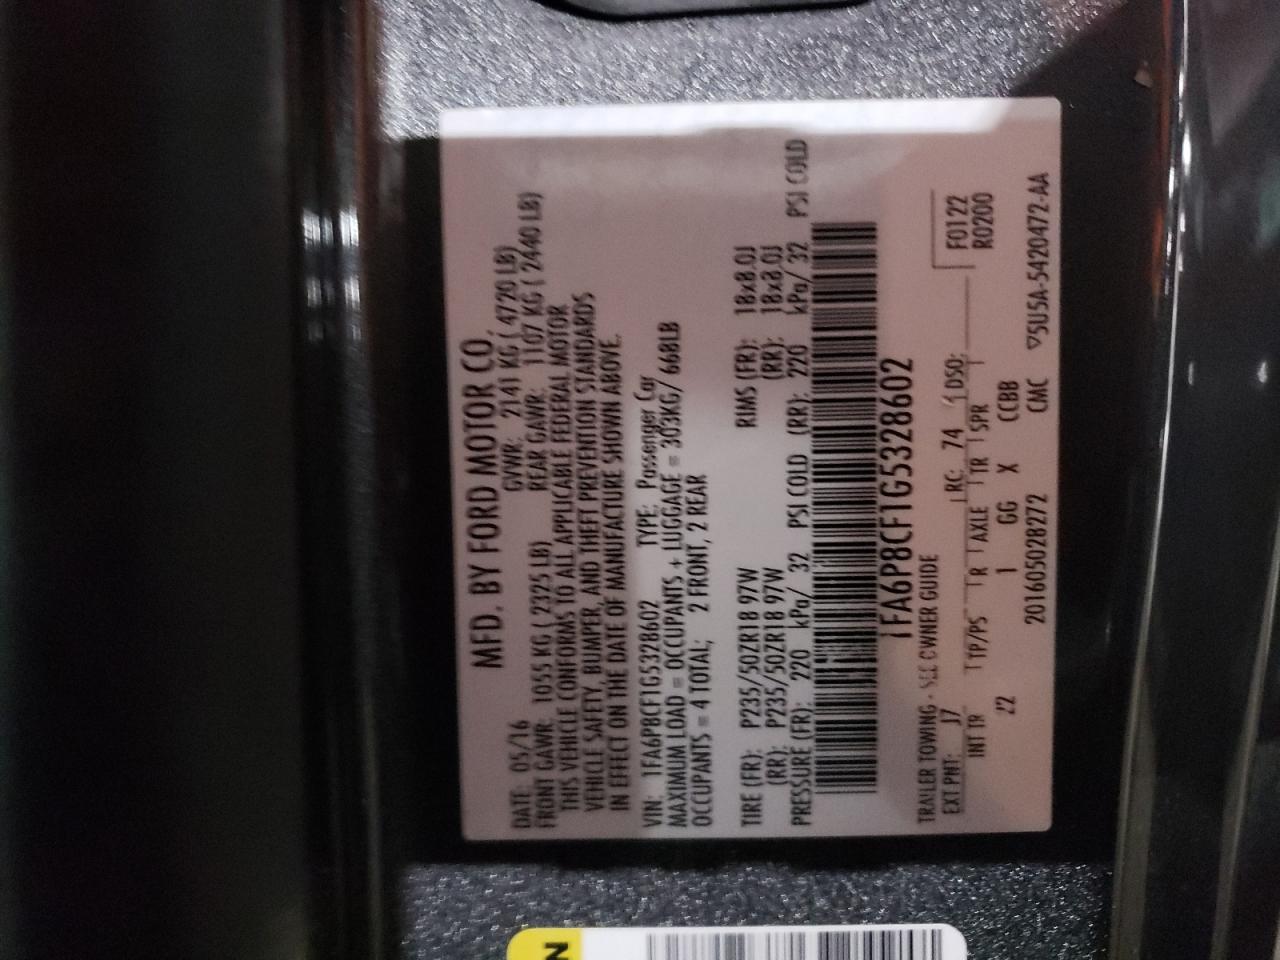 MFD. BY FORD MOTOR CO.
DATE: 05/16 GVWR: 2141 KG ( 4720 LB)
FRONT GAWR: 1055 KG ( 2325 LB) REAR GAWR: 1107 KG ( 2440 LB)
THIS VEHICLE CONFORMS TO ALL APPLICABLE FEDERAL MOTOR
VEHICLE SAFETY, BUMPER, AND THEFT PREVENTION STANDARDS
IN EFFECT ON THE DATE OF MANUFACTURE SHOWN ABOVE.
VIN: 1FA6P8CF1G5328602 TYPE: Passenger Car
MAXIMUM LOAD = OCCUPANTS + LUGGAGE = 303KG/ 668LB
OCCUPANTS = 4 TOTAL; 2 FRONT, 2 REAR
TIRE (FR): P235/50ZR18 97W RIMS (FR): 18x8.0J
(RR): P235/50ZR18 97W (RR): 18x8.0J
PRESSURE (FR): 220 kPa/ 32 PSI COLD (RR): 220 kPa/ 32 PSI COLD
1FA6P8CF1G5328602
TRAILER TOWING - SEE OWNER GUIDE
EXT PNT: J7 RC: 74 DSO: F0122
INT TR TP/PS R AXLE TR SPR R0200
22 1 GG X CCBB
20160502B272 CMC ▽5U5A-5420472-AA
N